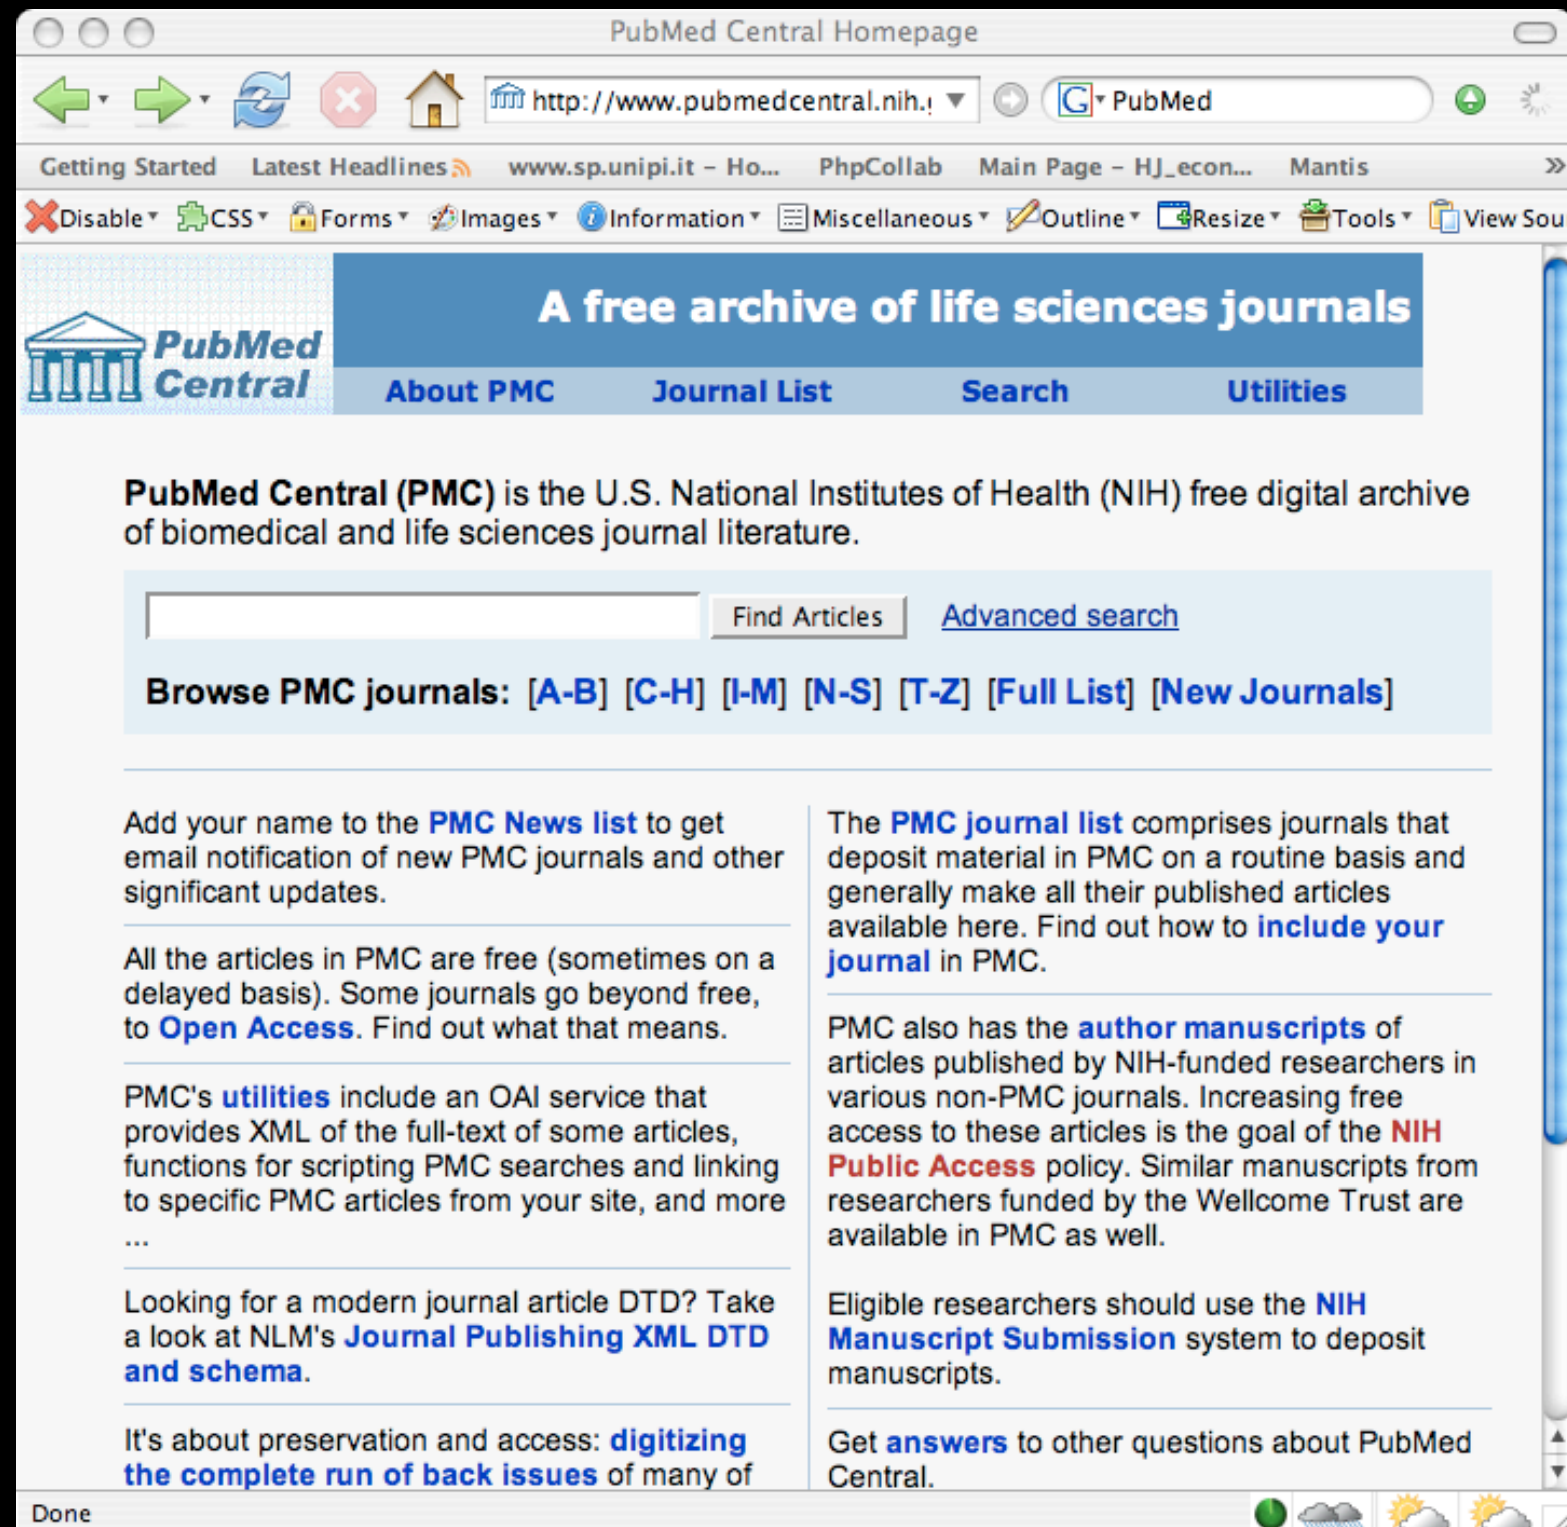 PubMed Central Homepage
http://www.pubmedcentral.nih.
PubMed
Getting Started Latest Headlines www.sp.unipi.it – Ho... PhpCollab Main Page – HJ_econ... Mantis »
Disable CSS Forms Images Information Miscellaneous Outline Resize Tools View Sou
PubMed
Central
A free archive of life sciences journals
About PMC Journal List Search Utilities
PubMed Central (PMC) is the U.S. National Institutes of Health (NIH) free digital archive
of biomedical and life sciences journal literature.
Find Articles Advanced search
Browse PMC journals: [A-B] [C-H] [I-M] [N-S] [T-Z] [Full List] [New Journals]
Add your name to the PMC News list to get
email notification of new PMC journals and other
significant updates.
All the articles in PMC are free (sometimes on a
delayed basis). Some journals go beyond free,
to Open Access. Find out what that means.
PMC's utilities include an OAI service that
provides XML of the full-text of some articles,
functions for scripting PMC searches and linking
to specific PMC articles from your site, and more
...
Looking for a modern journal article DTD? Take
a look at NLM's Journal Publishing XML DTD
and schema.
It's about preservation and access: digitizing
the complete run of back issues of many of
The PMC journal list comprises journals that
deposit material in PMC on a routine basis and
generally make all their published articles
available here. Find out how to include your
journal in PMC.
PMC also has the author manuscripts of
articles published by NIH-funded researchers in
various non-PMC journals. Increasing free
access to these articles is the goal of the NIH
Public Access policy. Similar manuscripts from
researchers funded by the Wellcome Trust are
available in PMC as well.
Eligible researchers should use the NIH
Manuscript Submission system to deposit
manuscripts.
Get answers to other questions about PubMed
Central.
Done